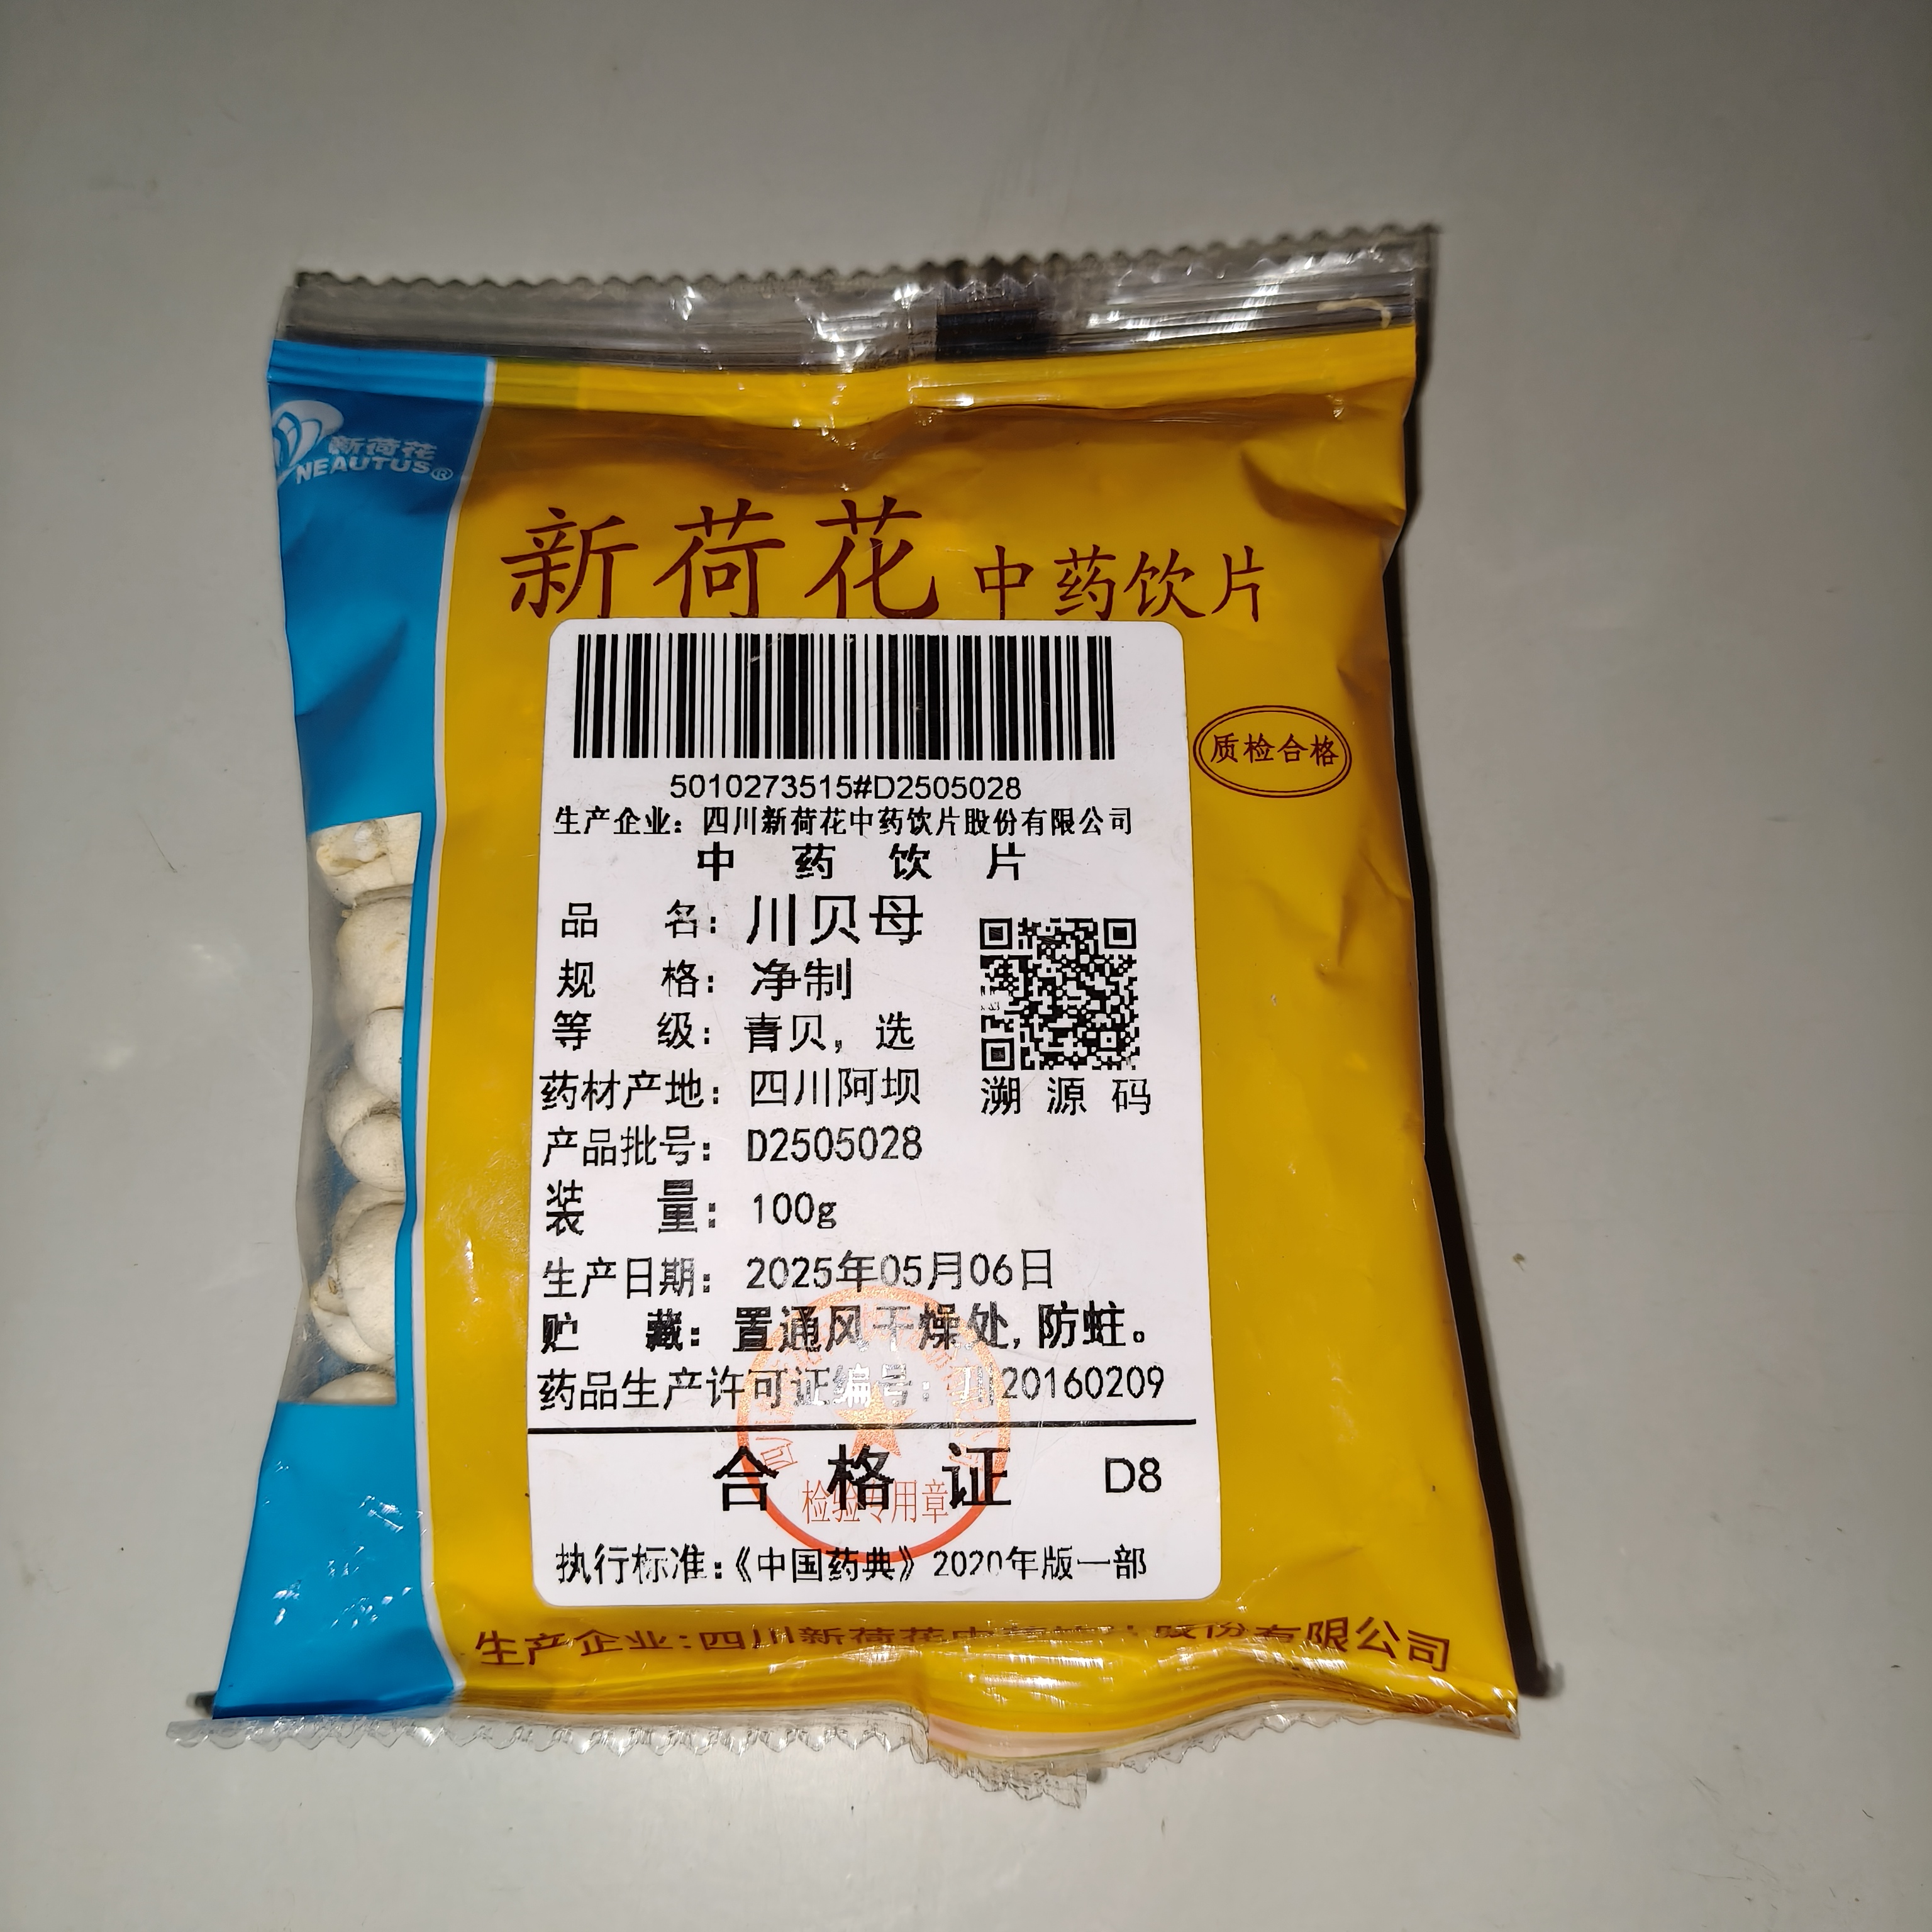 新荷花
NEAUTUS®
新荷花中药饮片
质检合格
5010273515#D2505028
生产企业：四川新荷花中药饮片股份有限公司
中药饮片
品名：川贝母
规格：净制
等级：青贝，选
药材产地：四川阿坝
溯源码
产品批号：D2505028
装量：100g
生产日期：2025年05月06日
贮藏：置通风干燥处，防蛀。
药品生产许可证编号：川20160209
合格证 D8
检验专用章
执行标准：《中国药典》2020年版一部
生产企业：四川新荷花中药饮片股份有限公司